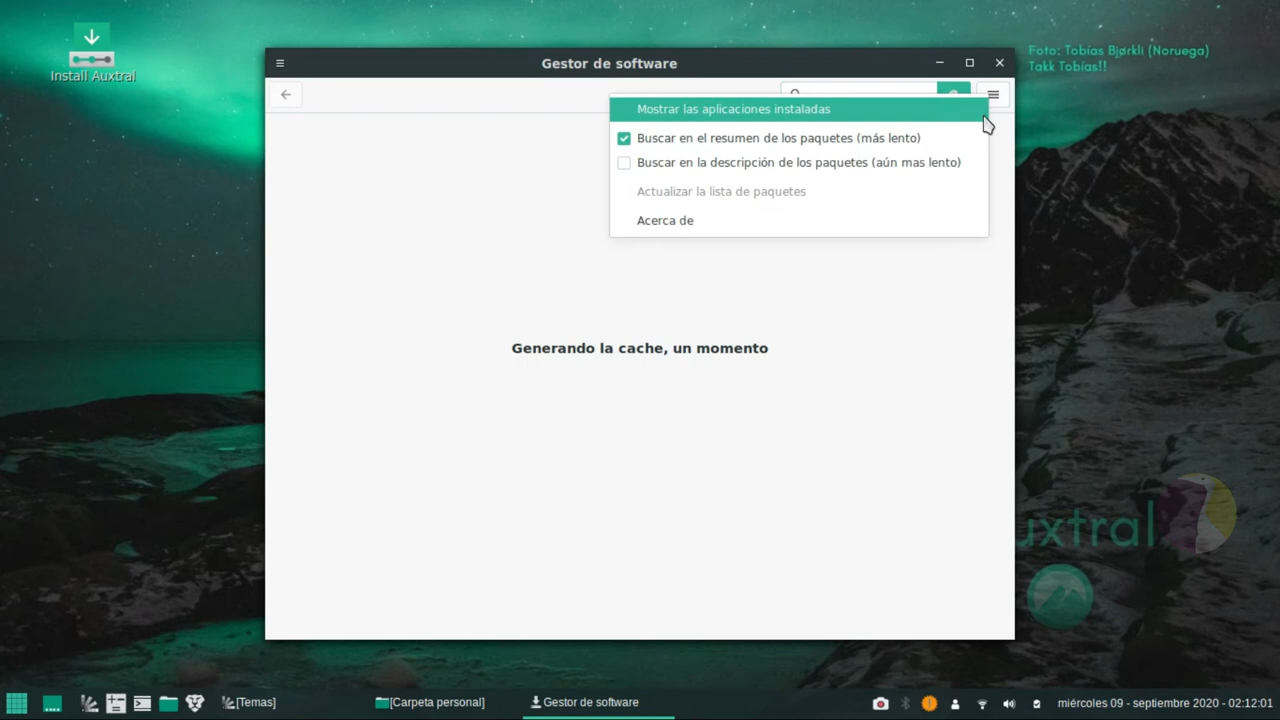 Install Auxtral
Foto: Tobías Bjørkli (Noruega)
Takk Tobías!!
Gestor de software
Mostrar las aplicaciones instaladas
Buscar en el resumen de los paquetes (más lento)
Buscar en la descripción de los paquetes (aún mas lento)
Actualizar la lista de paquetes
Acerca de
Generando la cache, un momento
uxtral
[Temas]
[Carpeta personal]
Gestor de software
miércoles 09 - septiembre 2020 - 02:12:01